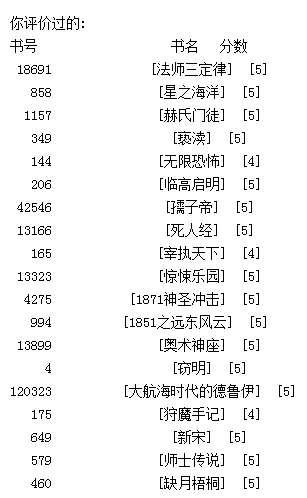 你评价过的:
书号 书名 分数
18691 [法师三定律] [5]
858 [星之海洋] [5]
1157 [赫氏门徒] [5]
349 [亵渎] [5]
144 [无限恐怖] [4]
206 [临高启明] [5]
42546 [孺子帝] [5]
13166 [死人经] [5]
165 [宰执天下] [4]
13323 [惊悚乐园] [5]
4275 [1871神圣冲击] [5]
994 [1851之远东风云] [5]
13899 [奥术神座] [5]
4 [窃明] [5]
120323 [大航海时代的德鲁伊] [5]
175 [狩魔手记] [4]
649 [新宋] [5]
579 [师士传说] [5]
460 [缺月梧桐] [5]